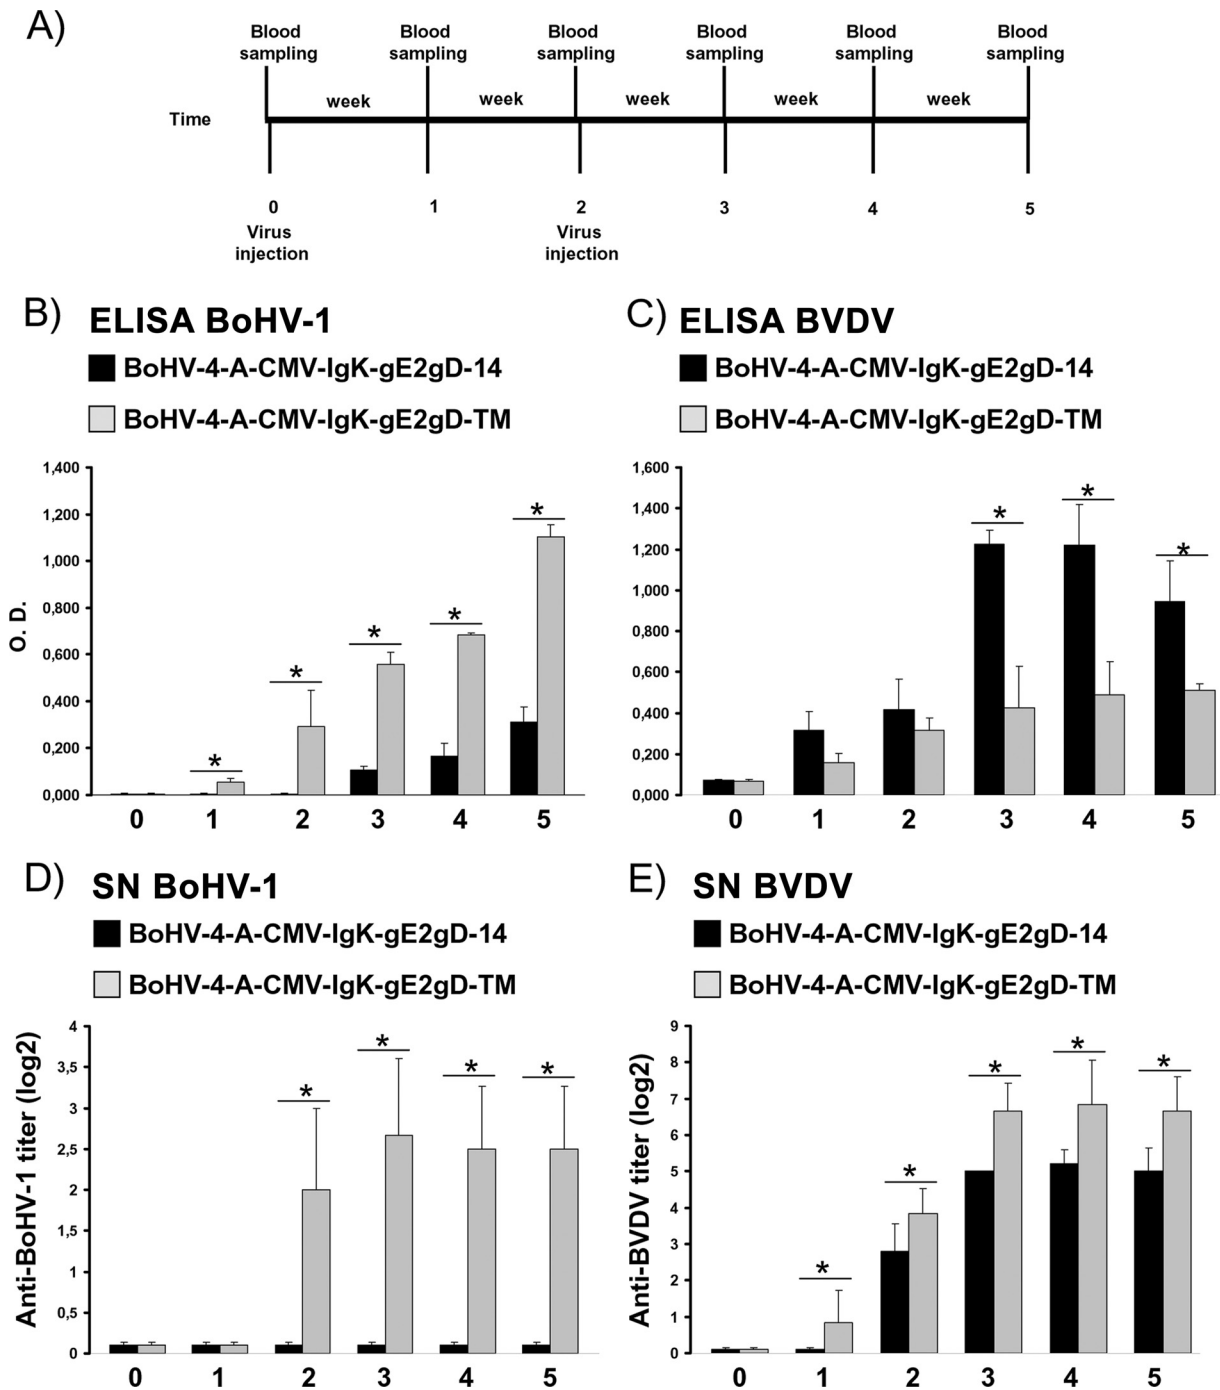 A)
Blood sampling Blood sampling Blood sampling Blood sampling Blood sampling Blood sampling
week week week week week
Time
0 1 2 3 4 5
Virus injection Virus injection
B) ELISA BoHV-1
BoHV-4-A-CMV-IgK-gE2gD-14
BoHV-4-A-CMV-IgK-gE2gD-TM
O. D.
1,400
1,200
1,000
0,800
0,600
0,400
0,200
0,000
* * * * *
0 1 2 3 4 5
C) ELISA BVDV
BoHV-4-A-CMV-IgK-gE2gD-14
BoHV-4-A-CMV-IgK-gE2gD-TM
1,600
1,400
1,200
1,000
0,800
0,600
0,400
0,200
0,000
* * *
0 1 2 3 4 5
D) SN BoHV-1
BoHV-4-A-CMV-IgK-gE2gD-14
BoHV-4-A-CMV-IgK-gE2gD-TM
Anti-BoHV-1 titer (log2)
4
3,5
3
2,5
2
1,5
1
0,5
0
* * * *
0 1 2 3 4 5
E) SN BVDV
BoHV-4-A-CMV-IgK-gE2gD-14
BoHV-4-A-CMV-IgK-gE2gD-TM
Anti-BVDV titer (log2)
9
8
7
6
5
4
3
2
1
0
* * * * *
0 1 2 3 4 5